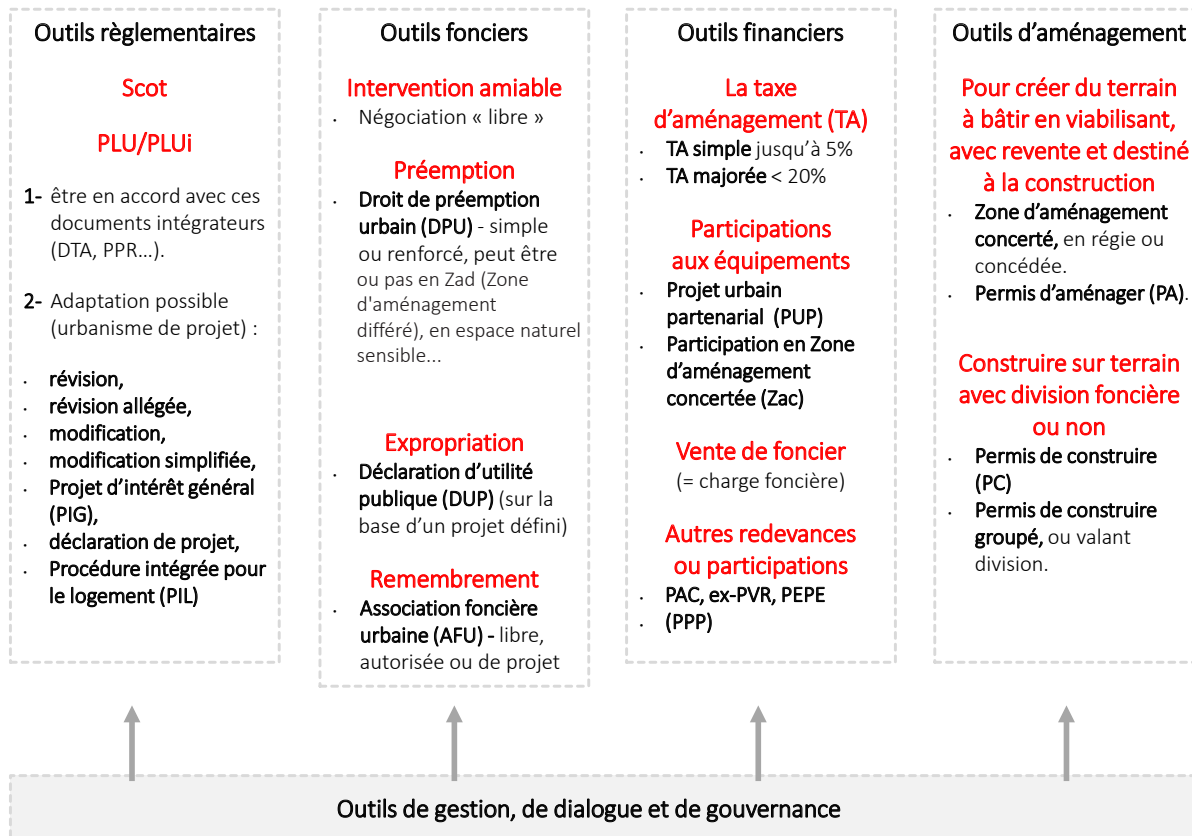 Outils règlementaires
Scot
PLU/PLUi
1- être en accord avec ces
documents intégrateurs
(DTA, PPR...).
2- Adaptation possible
(urbanisme de projet) :
· révision,
· révision allégée,
· modification,
· modification simplifiée,
· Projet d'intérêt général
(PIG),
· déclaration de projet,
· Procédure intégrée pour
le logement (PIL)
Outils fonciers
Intervention amiable
· Négociation « libre »
Préemption
· Droit de préemption
urbain (DPU) - simple
ou renforcé, peut être
ou pas en Zad (Zone
d'aménagement
différé), en espace naturel
sensible...
Expropriation
· Déclaration d'utilité
publique (DUP) (sur la
base d'un projet défini)
Remembrement
· Association foncière
urbaine (AFU) - libre,
autorisée ou de projet
Outils financiers
La taxe
d'aménagement (TA)
· TA simple jusqu'à 5%
· TA majorée < 20%
Participations
aux équipements
· Projet urbain
partenarial (PUP)
· Participation en Zone
d'aménagement
concertée (Zac)
Vente de foncier
(= charge foncière)
Autres redevances
ou participations
· PAC, ex-PVR, PEPE
· (PPP)
Outils d'aménagement
Pour créer du terrain
à bâtir en viabilisant,
avec revente et destiné
à la construction
· Zone d'aménagement
concerté, en régie ou
concédée.
· Permis d'aménager (PA).
Construire sur terrain
avec division foncière
ou non
· Permis de construire
(PC)
· Permis de construire
groupé, ou valant
division.
Outils de gestion, de dialogue et de gouvernance